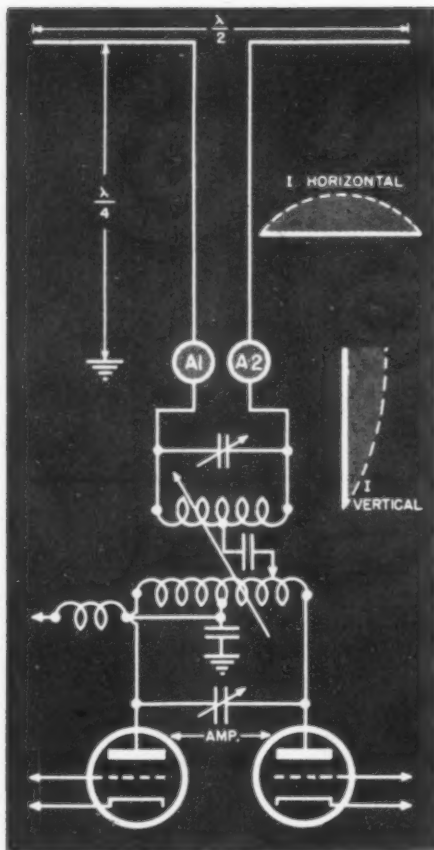 λ
2
λ
4
I HORIZONTAL
A1 A2
I
VERTICAL
AMP.